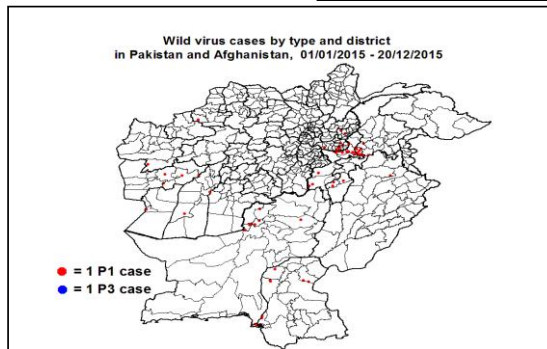 Wild virus cases by type and district
in Pakistan and Afghanistan, 01/01/2015 - 20/12/2015
= 1 P1 case
= 1 P3 case